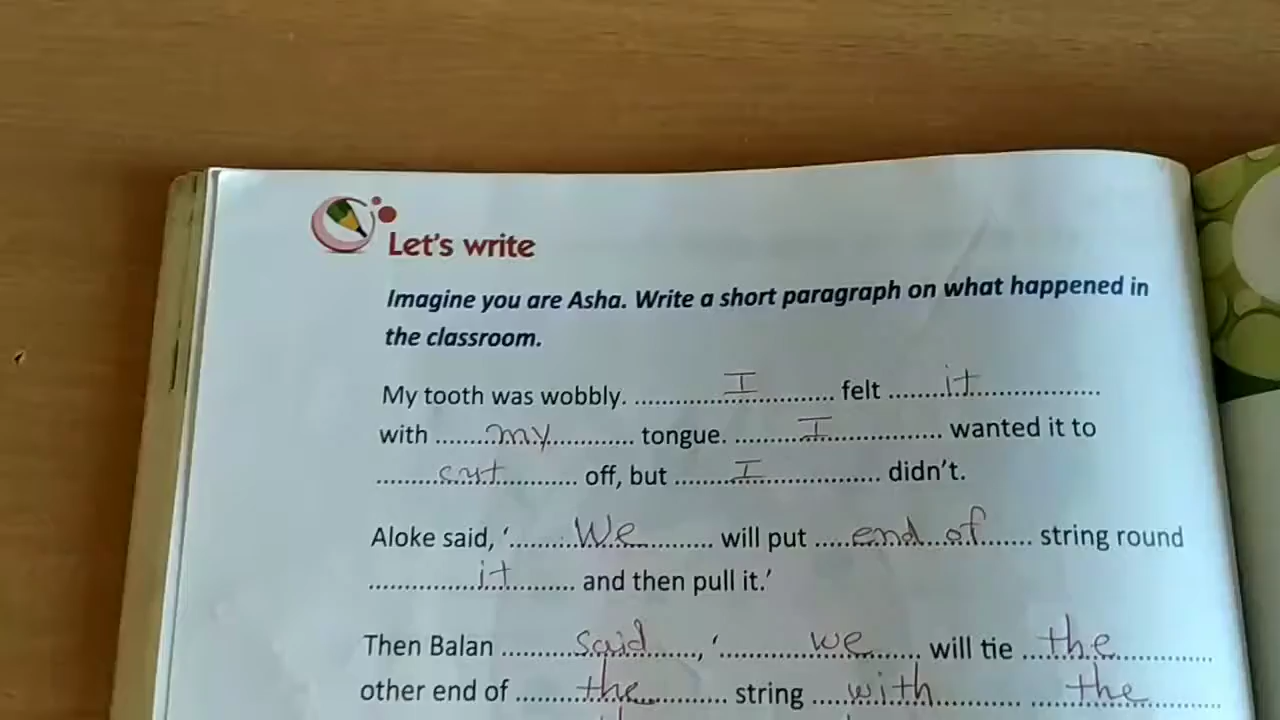 Let's write
Imagine you are Asha. Write a short paragraph on what happened in
the classroom.
My tooth was wobbly. ..........I.......... felt ........it..........
with ........my.......... tongue. ..........I.......... wanted it to
........cut.......... off, but ..........I.......... didn't.
Aloke said, '..........We.......... will put .....end of...... string round
..........it.......... and then pull it.'
Then Balan ..........said........, '..........we.......... will tie ...the..........
other end of ........the.......... string .....with.......... .....the..........